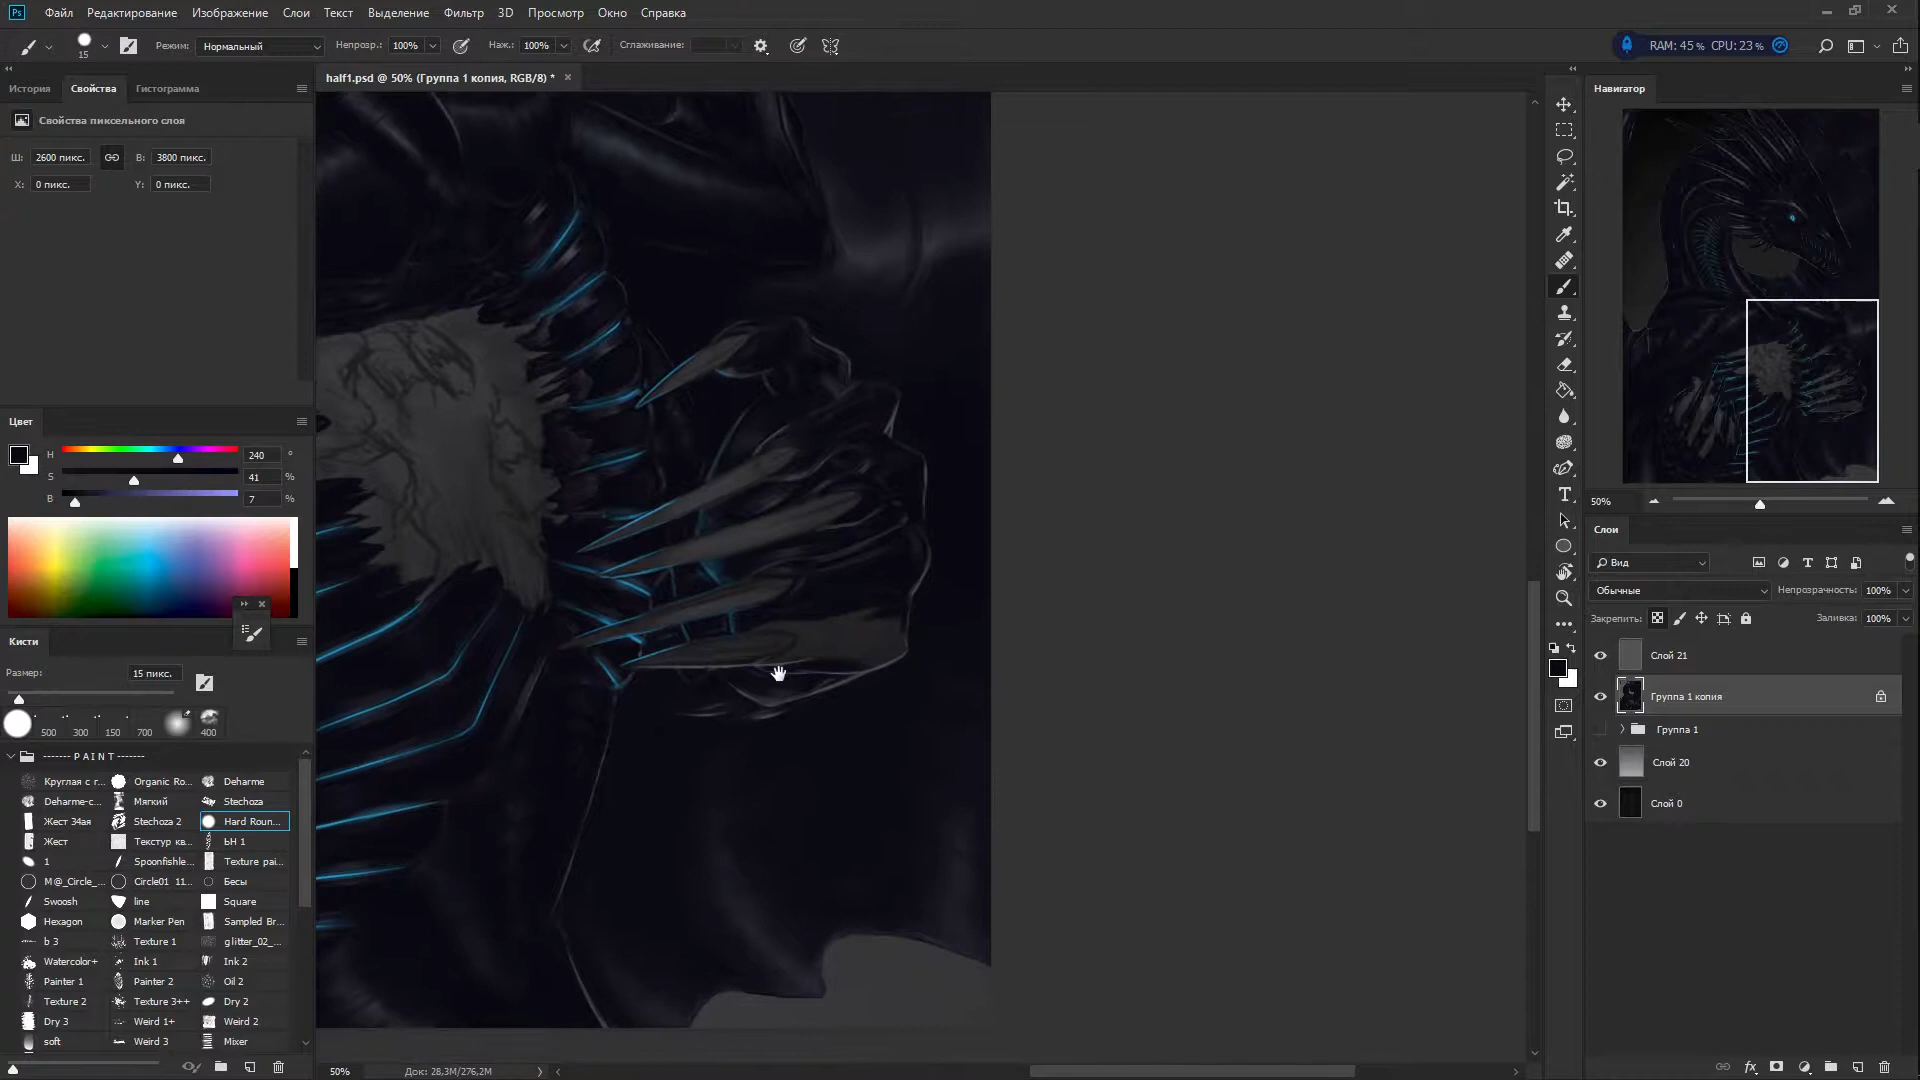 Ps Файл Редактирование Изображение Слои Текст Выделение Фильтр 3D Просмотр Окно Справка
15 Режим: Нормальный Непрозр.: 100% Наж.: 100% Сглаживание: RAM: 45 % CPU: 23 %
half1.psd @ 50% (Группа 1 копия, RGB/8) *
История Свойства Гистограмма
Свойства пиксельного слоя
Ш: 2600 пикс. В: 3800 пикс.
X: 0 пикс. Y: 0 пикс.
Цвет
H 240 °
S 41 %
B 7 %
Кисти
Размер: 15 пикс.
500 300 150 700 400
------- P A I N T -------
Круглая с г... Organic Ro... Deharme
Deharme-c... Мягкий Stechoza
Жест 34ая Stechoza 2 Hard Roun...
Жест Текстур кв... ЬН 1
1 Spoonfishle... Texture pai...
M@_Circle_... Circle01 11... Бесы
Swoosh line Square
Hexagon Marker Pen Sampled Br...
b 3 Texture 1 glitter_02_...
Watercolor+ Ink 1 Ink 2
Painter 1 Painter 2 Oil 2
Texture 2 Texture 3++ Dry 2
Dry 3 Weird 1+ Weird 2
soft Weird 3 Mixer
50% Док: 28,3M/276,2M
Навигатор
50%
Слои
Вид
Обычные Непрозрачность: 100%
Закрепить: Заливка: 100%
Слой 21
Группа 1 копия
Группа 1
Слой 20
Слой 0